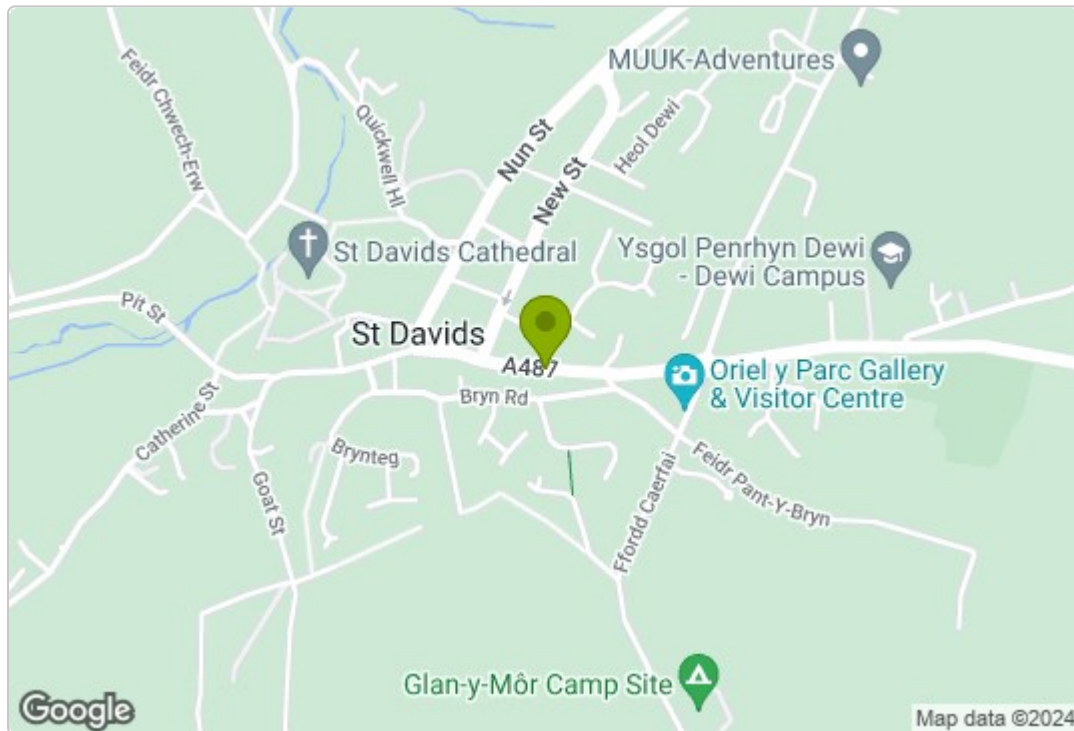 MUUK-Adventures
Feidr Chwech-Erw
Quickwell Hl
Nun St
New St
Heol Dewi
St Davids Cathedral
Ysgol Penrhyn Dewi
- Dewi Campus
Pit St
St Davids
A487
Oriel y Parc Gallery
& Visitor Centre
Bryn Rd
Catherine St
Brynteg
Goat St
Feidr Pant-Y-Bryn
Ffordd Caerfai
Glan-y-Môr Camp Site
Google
Map data ©2024